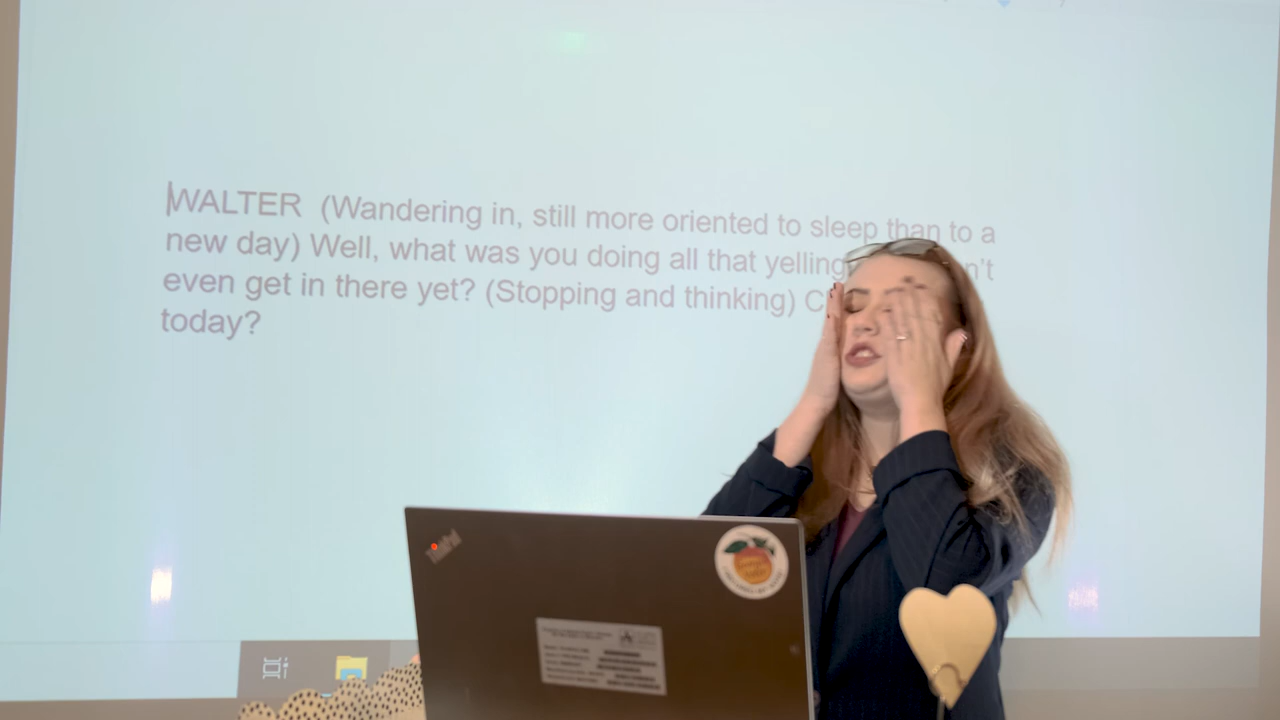 WALTER (Wandering in, still more oriented to sleep than to a
new day) Well, what was you doing all that yelling n't
even get in there yet? (Stopping and thinking) C
today?